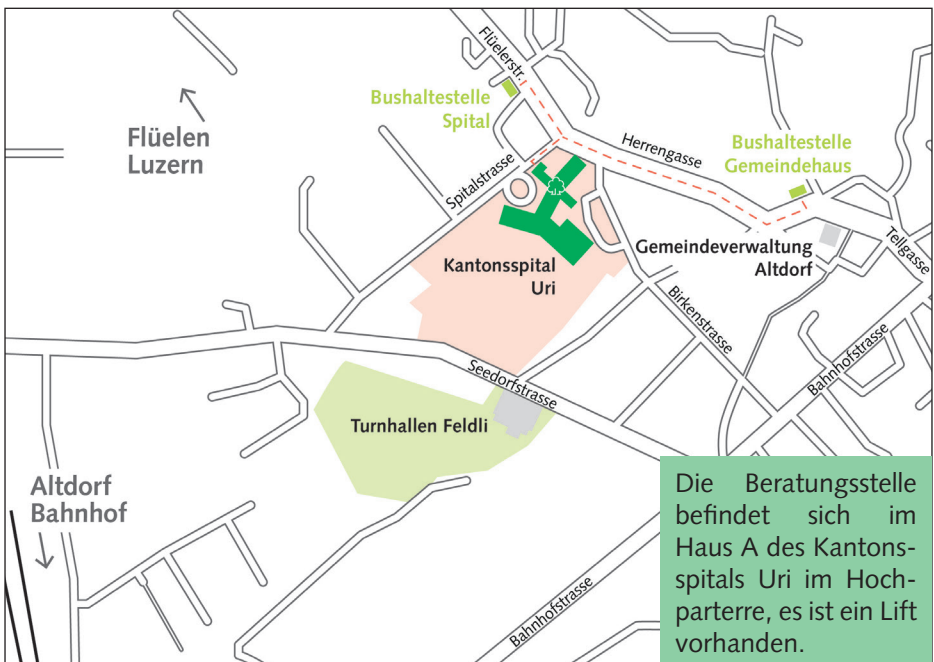 Flüelerstr.
Bushaltestelle
Spital
Flüelen
Luzern
Herrengasse
Bushaltestelle
Gemeindehaus
Spitalstrasse
Kantonsspital
Uri
Gemeindeverwaltung
Altdorf
Tellgasse
Birkenstrasse
Bahnhofstrasse
Seedorfstrasse
Turnhallen Feldli
Altdorf
Bahnhof
Bahnhofstrasse
Die Beratungsstelle
befindet sich im
Haus A des Kantons-
spitals Uri im Hoch-
parterre, es ist ein Lift
vorhanden.